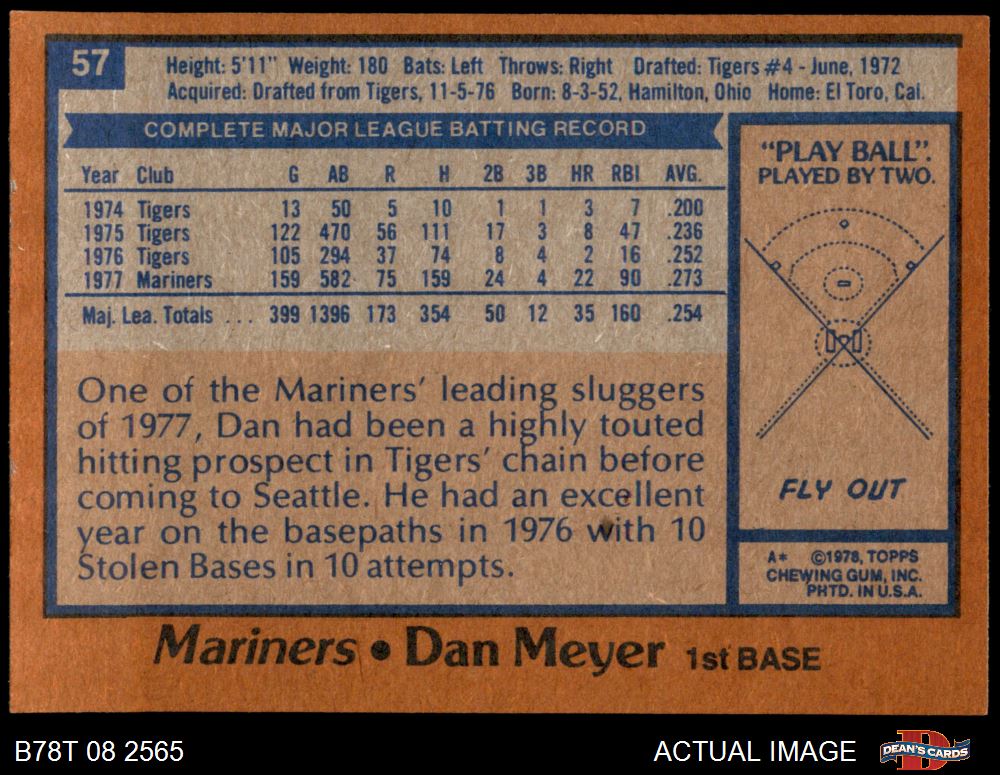 57
Height: 5'11" Weight: 180 Bats: Left Throws: Right Drafted: Tigers #4 - June, 1972
Acquired: Drafted from Tigers, 11-5-76 Born: 8-3-52, Hamilton, Ohio Home: El Toro, Cal.
COMPLETE MAJOR LEAGUE BATTING RECORD
Year Club G AB R H 2B 3B HR RBI AVG.
1974 Tigers 13 50 5 10 1 1 3 7 .200
1975 Tigers 122 470 56 111 17 3 8 47 .236
1976 Tigers 105 294 37 74 8 4 2 16 .252
1977 Mariners 159 582 75 159 24 4 22 90 .273
Maj. Lea. Totals ... 399 1396 173 354 50 12 35 160 .254
One of the Mariners' leading sluggers
of 1977, Dan had been a highly touted
hitting prospect in Tigers' chain before
coming to Seattle. He had an excellent
year on the basepaths in 1976 with 10
Stolen Bases in 10 attempts.
"PLAY BALL".
PLAYED BY TWO.
FLY OUT
A* ©1978, TOPPS
CHEWING GUM, INC.
PRTD. IN U.S.A.
Mariners • Dan Meyer 1st BASE
B78T 08 2565
ACTUAL IMAGE
D
DEAN'S CARDS